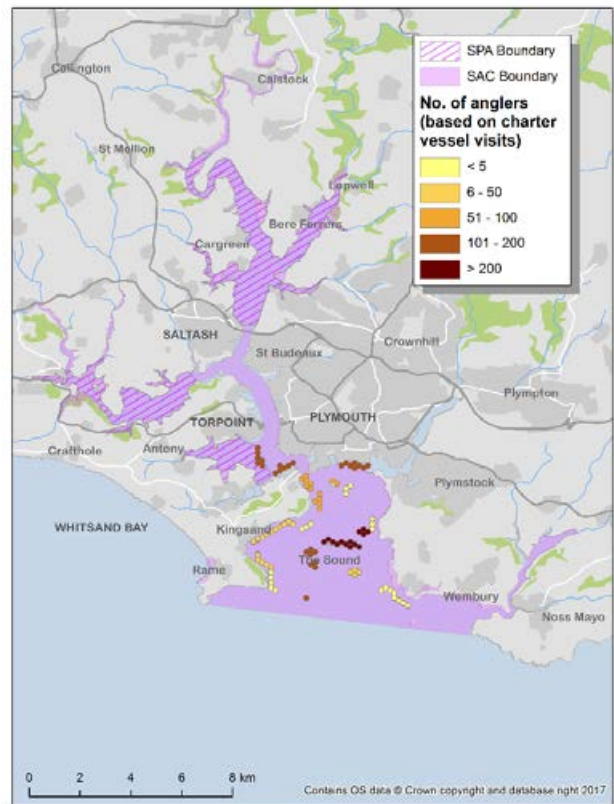 SPA Boundary
SAC Boundary
No. of anglers
(based on charter
vessel visits)
< 5
6 - 50
51 - 100
101 - 200
> 200
Callington
Calstock
St Mellion
Lopwell
Bere Ferrers
Cargreen
SALTASH
St Budeaux
Crownhill
Plympton
TORPOINT
PLYMOUTH
Crafthole
Antony
Plymstock
WHITSAND BAY
Kingsand
The Sound
Rame
Wembury
Noss Mayo
0 2 4 8 km
Contains OS data © Crown copyright and database right 2017